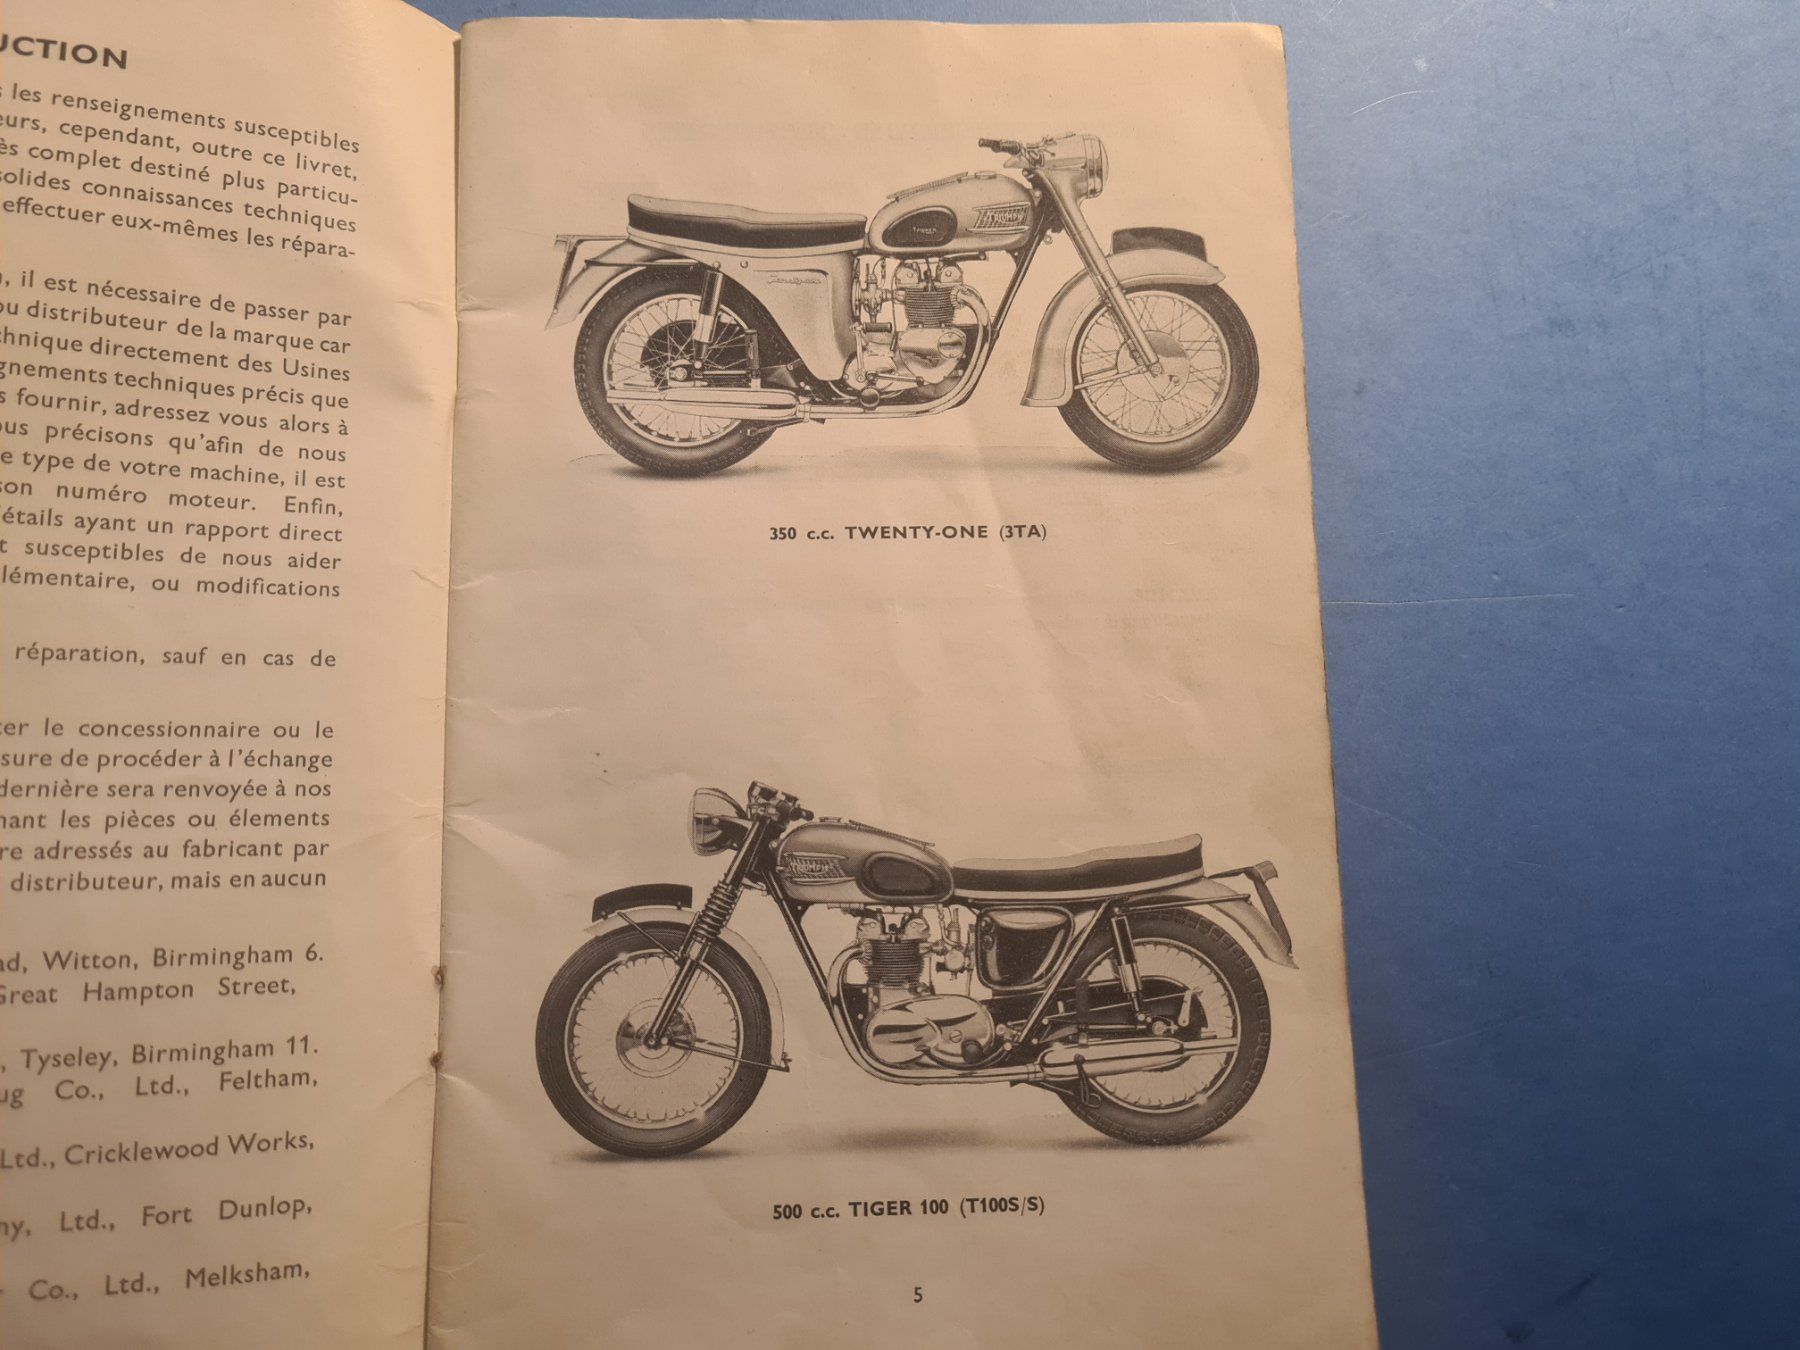 UCTION
les renseignements susceptibles
eurs, cependant, outre ce livret,
ès complet destiné plus particu-
solides connaissances techniques
effectuer eux-mêmes les répara-
il est nécessaire de passer par
ou distributeur de la marque car
chnique directement des Usines
gnements techniques précis que
s fournir, adressez vous alors à
ous précisons qu'afin de nous
e type de votre machine, il est
son numéro moteur. Enfin,
détails ayant un rapport direct
t susceptibles de nous aider
lémentaire, ou modifications
réparation, sauf en cas de
ter le concessionnaire ou le
sure de procéder à l'échange
dernière sera renvoyée à nos
nant les pièces ou élements
re adressés au fabricant par
distributeur, mais en aucun
ad, Witton, Birmingham 6.
Great Hampton Street,
, Tyseley, Birmingham 11.
ug Co., Ltd., Feltham,
Ltd., Cricklewood Works,
ny, Ltd., Fort Dunlop,
Co., Ltd., Melksham,
TRIUMPH
350 c.c. TWENTY-ONE (3TA)
TRIUMPH
500 c.c. TIGER 100 (T100S/S)
5